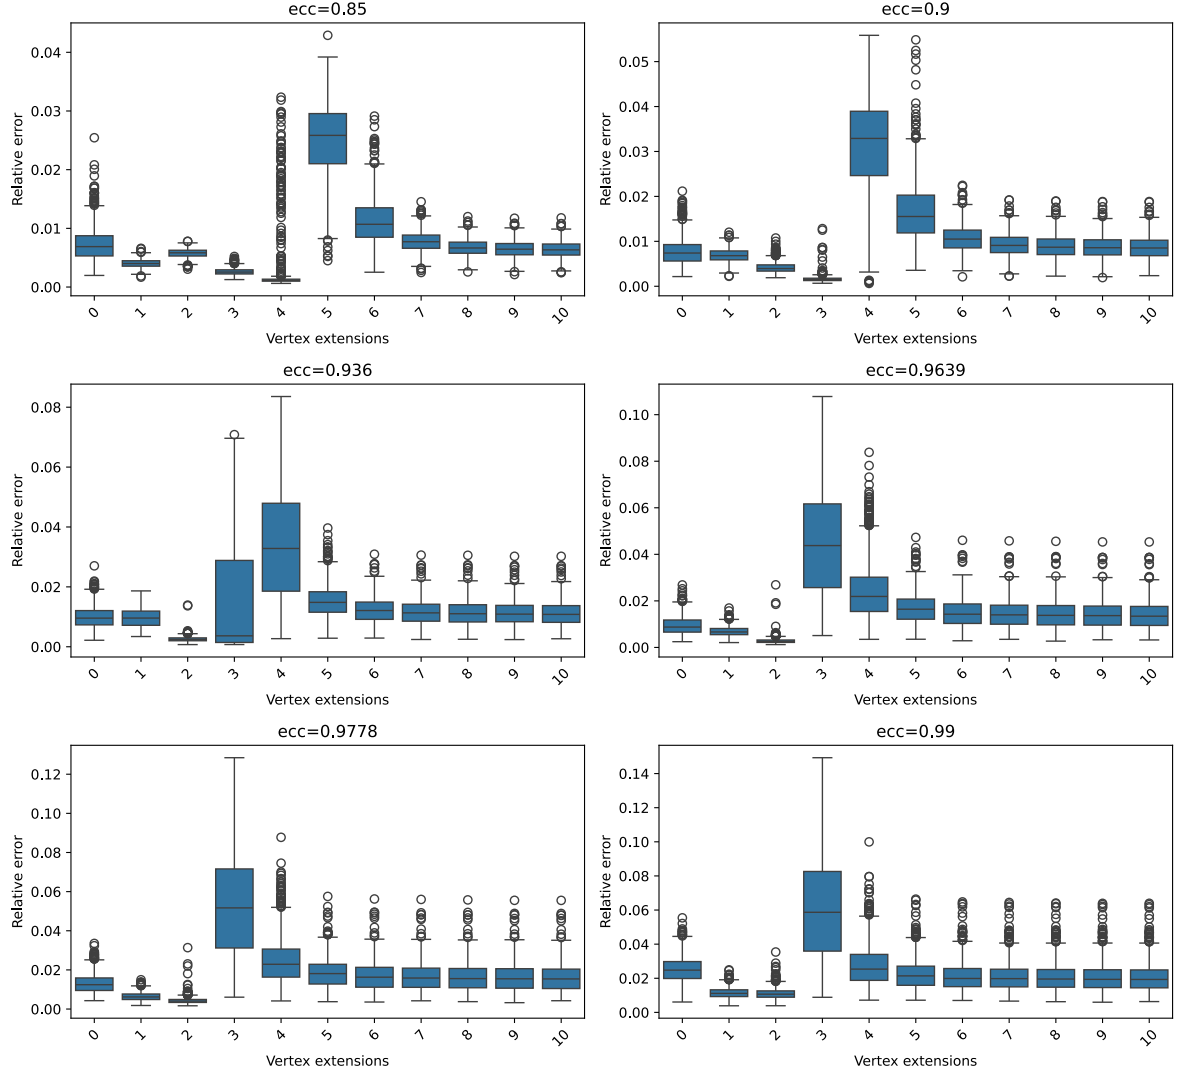 ecc=0.85
Relative error
0.04
0.03
0.02
0.01
0.00
0 1 2 3 4 5 6 7 8 9 10
Vertex extensions
ecc=0.9
Relative error
0.05
0.04
0.03
0.02
0.01
0.00
0 1 2 3 4 5 6 7 8 9 10
Vertex extensions
ecc=0.936
Relative error
0.08
0.06
0.04
0.02
0.00
0 1 2 3 4 5 6 7 8 9 10
Vertex extensions
ecc=0.9639
Relative error
0.10
0.08
0.06
0.04
0.02
0.00
0 1 2 3 4 5 6 7 8 9 10
Vertex extensions
ecc=0.9778
Relative error
0.12
0.10
0.08
0.06
0.04
0.02
0.00
0 1 2 3 4 5 6 7 8 9 10
Vertex extensions
ecc=0.99
Relative error
0.14
0.12
0.10
0.08
0.06
0.04
0.02
0.00
0 1 2 3 4 5 6 7 8 9 10
Vertex extensions